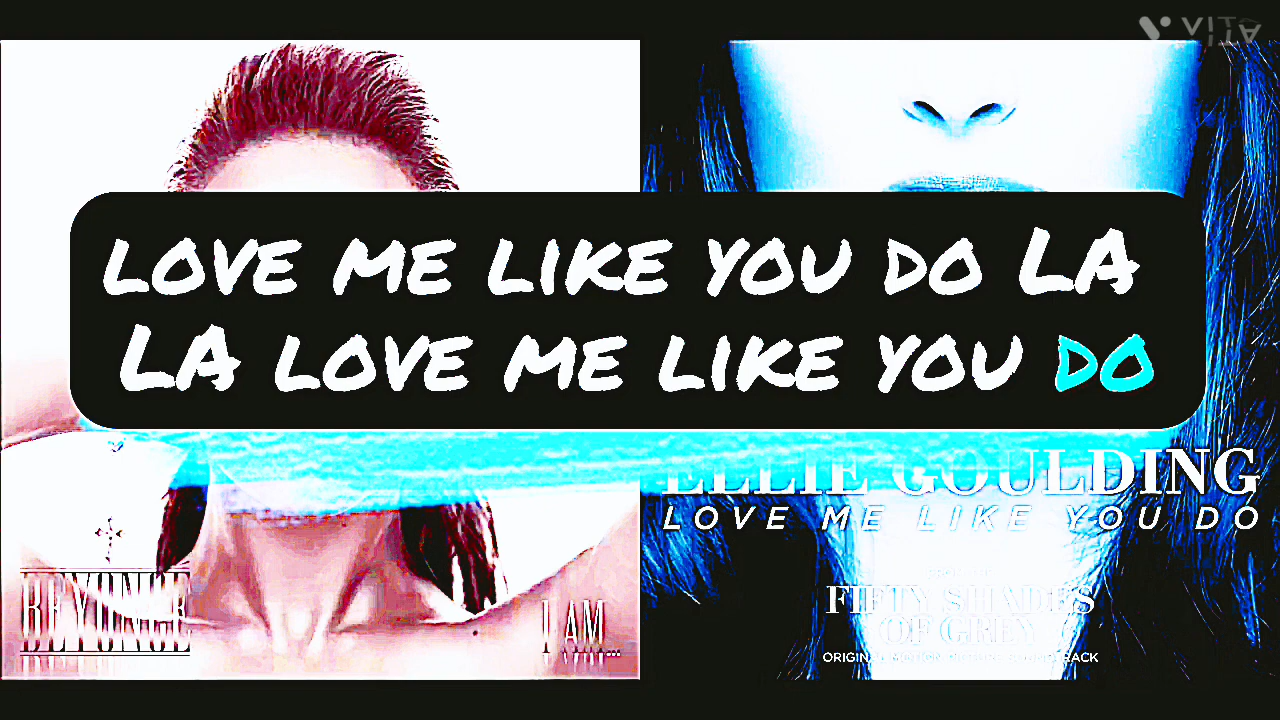 VITA
LOVE ME LIKE YOU DO LA
LA LOVE ME LIKE YOU DO
ELLIE GOULDING
LOVE ME LIKE YOU DO
FIFTY SHADES
OF GREY
BEYONCE
I AM...